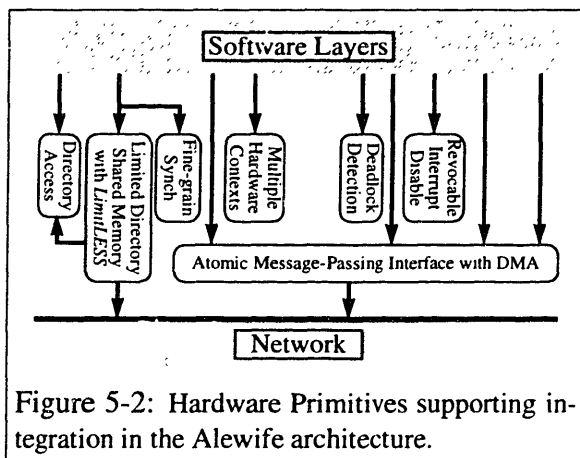 Software Layers
Directory
Access
Limited Directory
Shared Memory
with LimitLESS
Fine-grain
Synch
Multiple
Hardware
Contexts
Deadlock
Detection
Revocable
Interrupt
Disable
Atomic Message-Passing Interface with DMA
Network
Figure 5-2: Hardware Primitives supporting in-
tegration in the Alewife architecture.